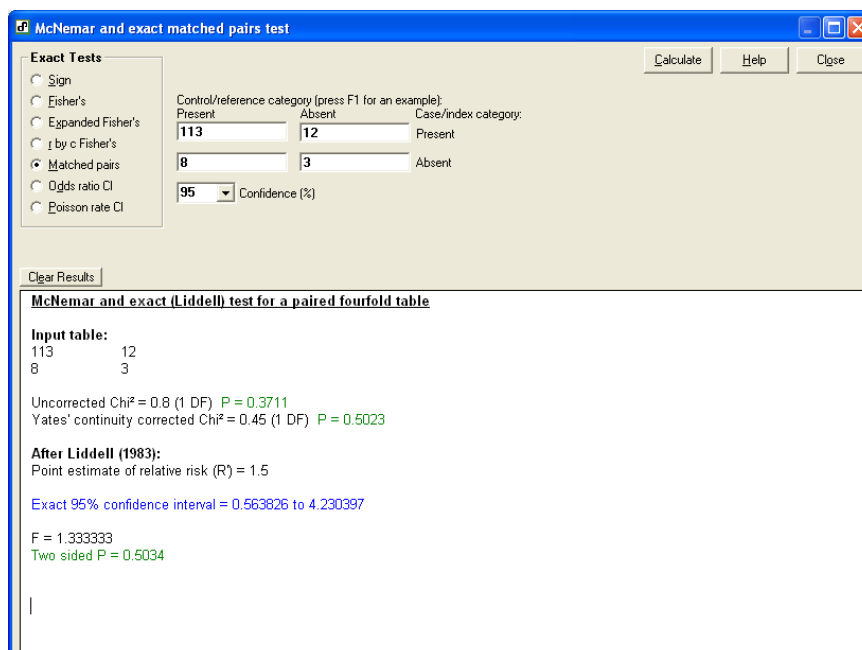 McNemar and exact matched pairs test
Exact Tests
Sign
Fisher's
Expanded Fisher's
r by c Fisher's
Matched pairs
Odds ratio CI
Poisson rate CI
Calculate Help Close
Control/reference category (press F1 for an example):
Present Absent Case/index category:
113 12 Present
8 3 Absent
95 Confidence (%)
Clear Results
McNemar and exact (Liddell) test for a paired fourfold table
Input table:
113 12
8 3
Uncorrected Chi² = 0.8 (1 DF) P = 0.3711
Yates' continuity corrected Chi² = 0.45 (1 DF) P = 0.5023
After Liddell (1983):
Point estimate of relative risk (R') = 1.5
Exact 95% confidence interval = 0.563826 to 4.230397
F = 1.333333
Two sided P = 0.5034